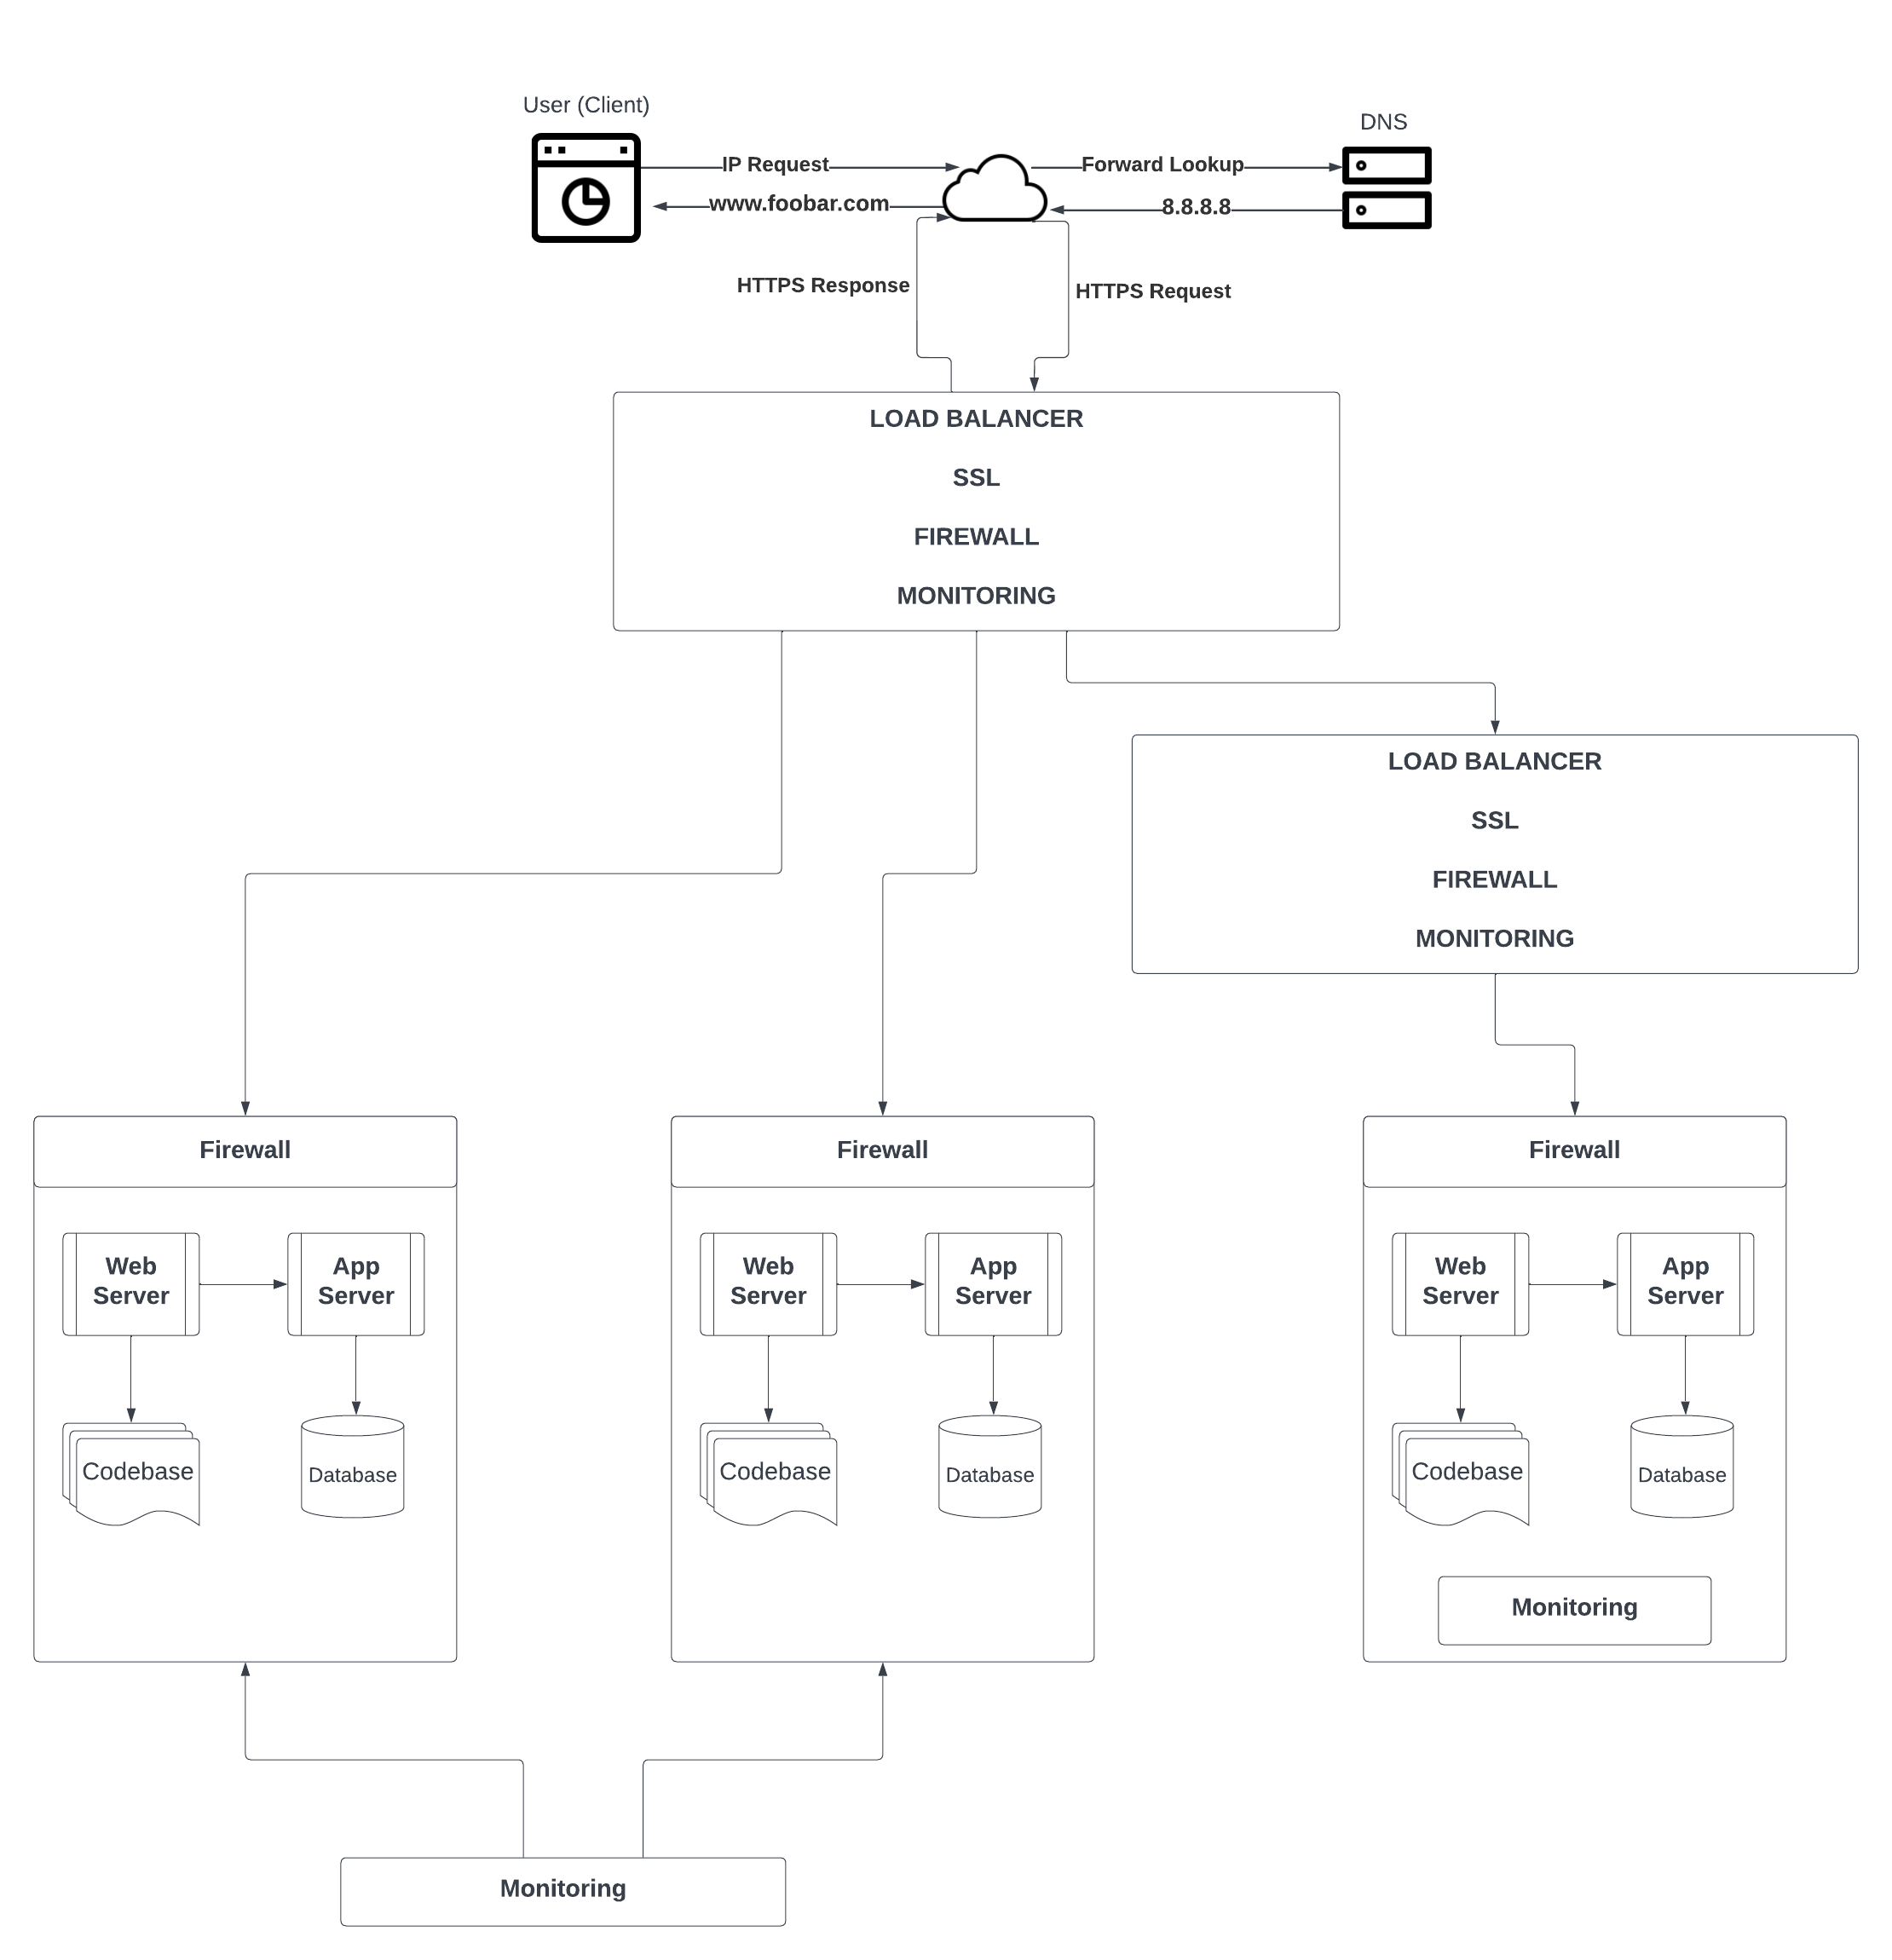 User (Client)
DNS
IP Request
Forward Lookup
www.foobar.com
8.8.8.8
HTTPS Response
HTTPS Request
LOAD BALANCER
SSL
FIREWALL
MONITORING
LOAD BALANCER
SSL
FIREWALL
MONITORING
Firewall
Web
Server
App
Server
Codebase
Database
Firewall
Web
Server
App
Server
Codebase
Database
Firewall
Web
Server
App
Server
Codebase
Database
Monitoring
Monitoring